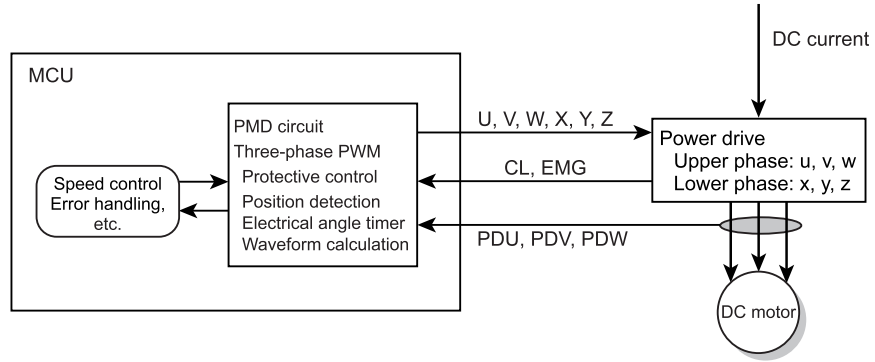 DC current
MCU
PMD circuit
Three-phase PWM
Protective control
Position detection
Electrical angle timer
Waveform calculation
Speed control
Error handling,
etc.
U, V, W, X, Y, Z
CL, EMG
PDU, PDV, PDW
Power drive
Upper phase: u, v, w
Lower phase: x, y, z
DC motor